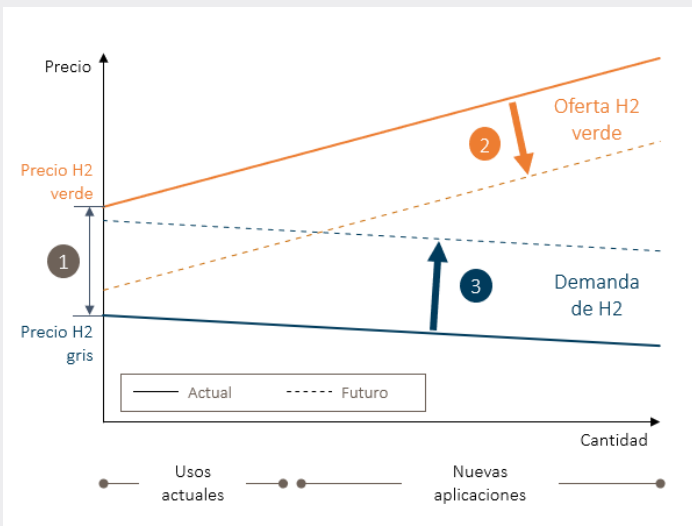 Precio
Oferta H2
verde
2
Precio H2
verde
1
3
Demanda
de H2
Precio H2
gris
Actual
Futuro
Cantidad
Usos
actuales
Nuevas
aplicaciones